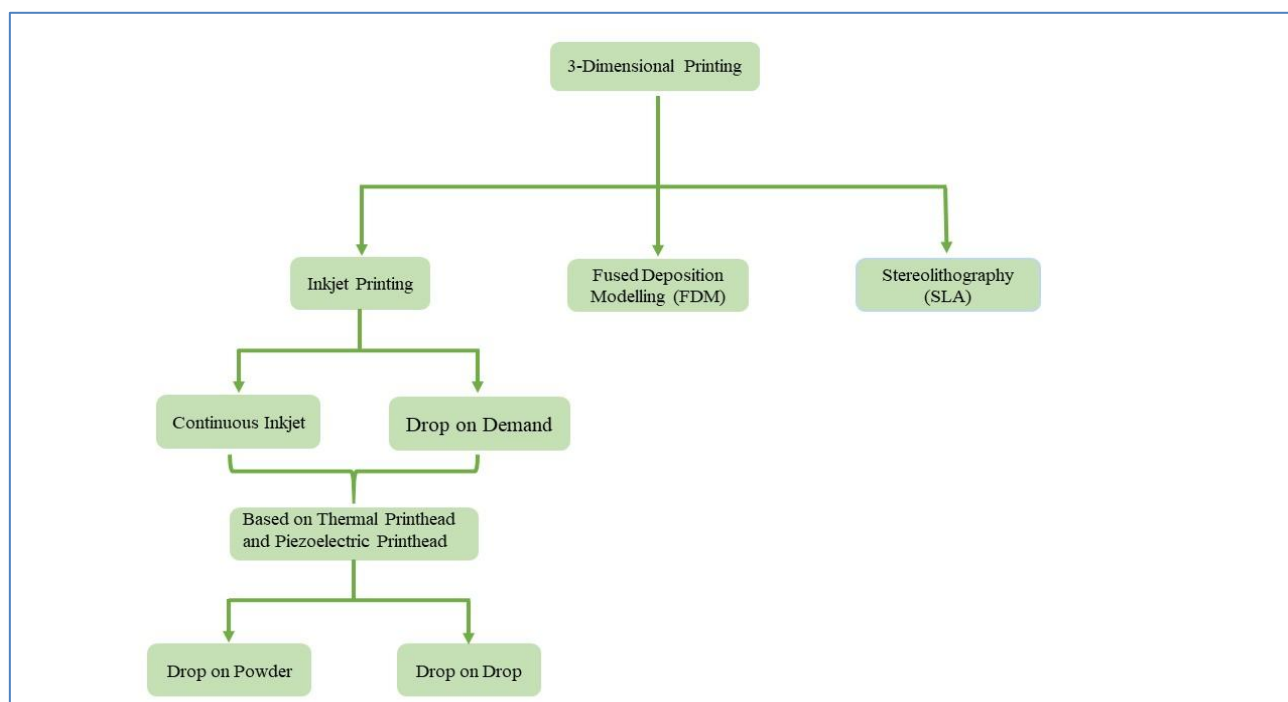 3-Dimensional Printing
Inkjet Printing
Fused Deposition
Modelling (FDM)
Stereolithography
(SLA)
Continuous Inkjet
Drop on Demand
Based on Thermal Printhead
and Piezoelectric Printhead
Drop on Powder
Drop on Drop